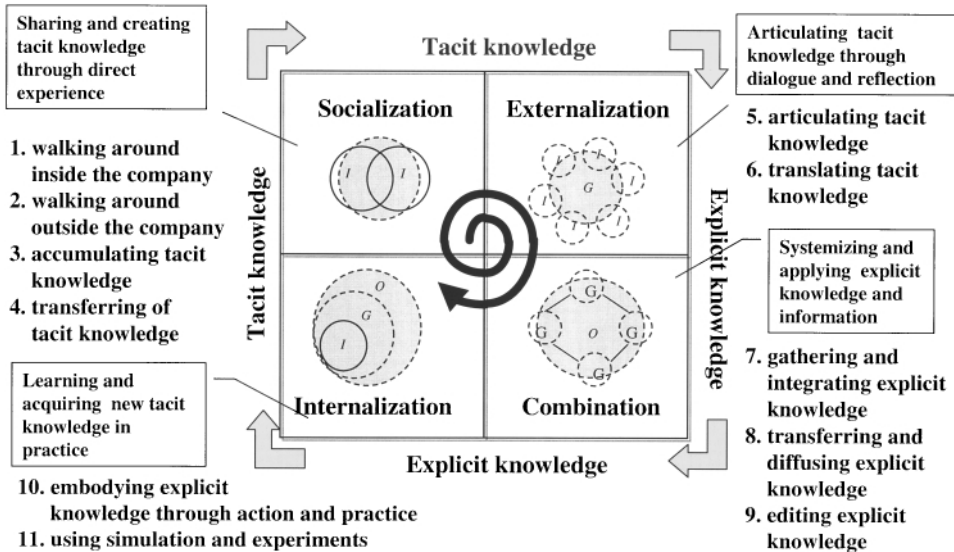 Sharing and creating
tacit knowledge
through direct
experience
1. walking around
inside the company
2. walking around
outside the company
3. accumulating tacit
knowledge
4. transferring of
tacit knowledge
Tacit knowledge
Tacit knowledge
Socialization
I
I
Externalization
I
I
I
I
I
I
G
Articulating tacit
knowledge through
dialogue and reflection
5. articulating tacit
knowledge
6. translating tacit
knowledge
Explicit knowledge
Internalization
O
G
I
Combination
G
G
O
G
G
Explicit knowledge
Systemizing and
applying explicit
knowledge and
information
7. gathering and
integrating explicit
knowledge
8. transferring and
diffusing explicit
knowledge
9. editing explicit
knowledge
Learning and
acquiring new tacit
knowledge in
practice
10. embodying explicit
knowledge through action and practice
11. using simulation and experiments